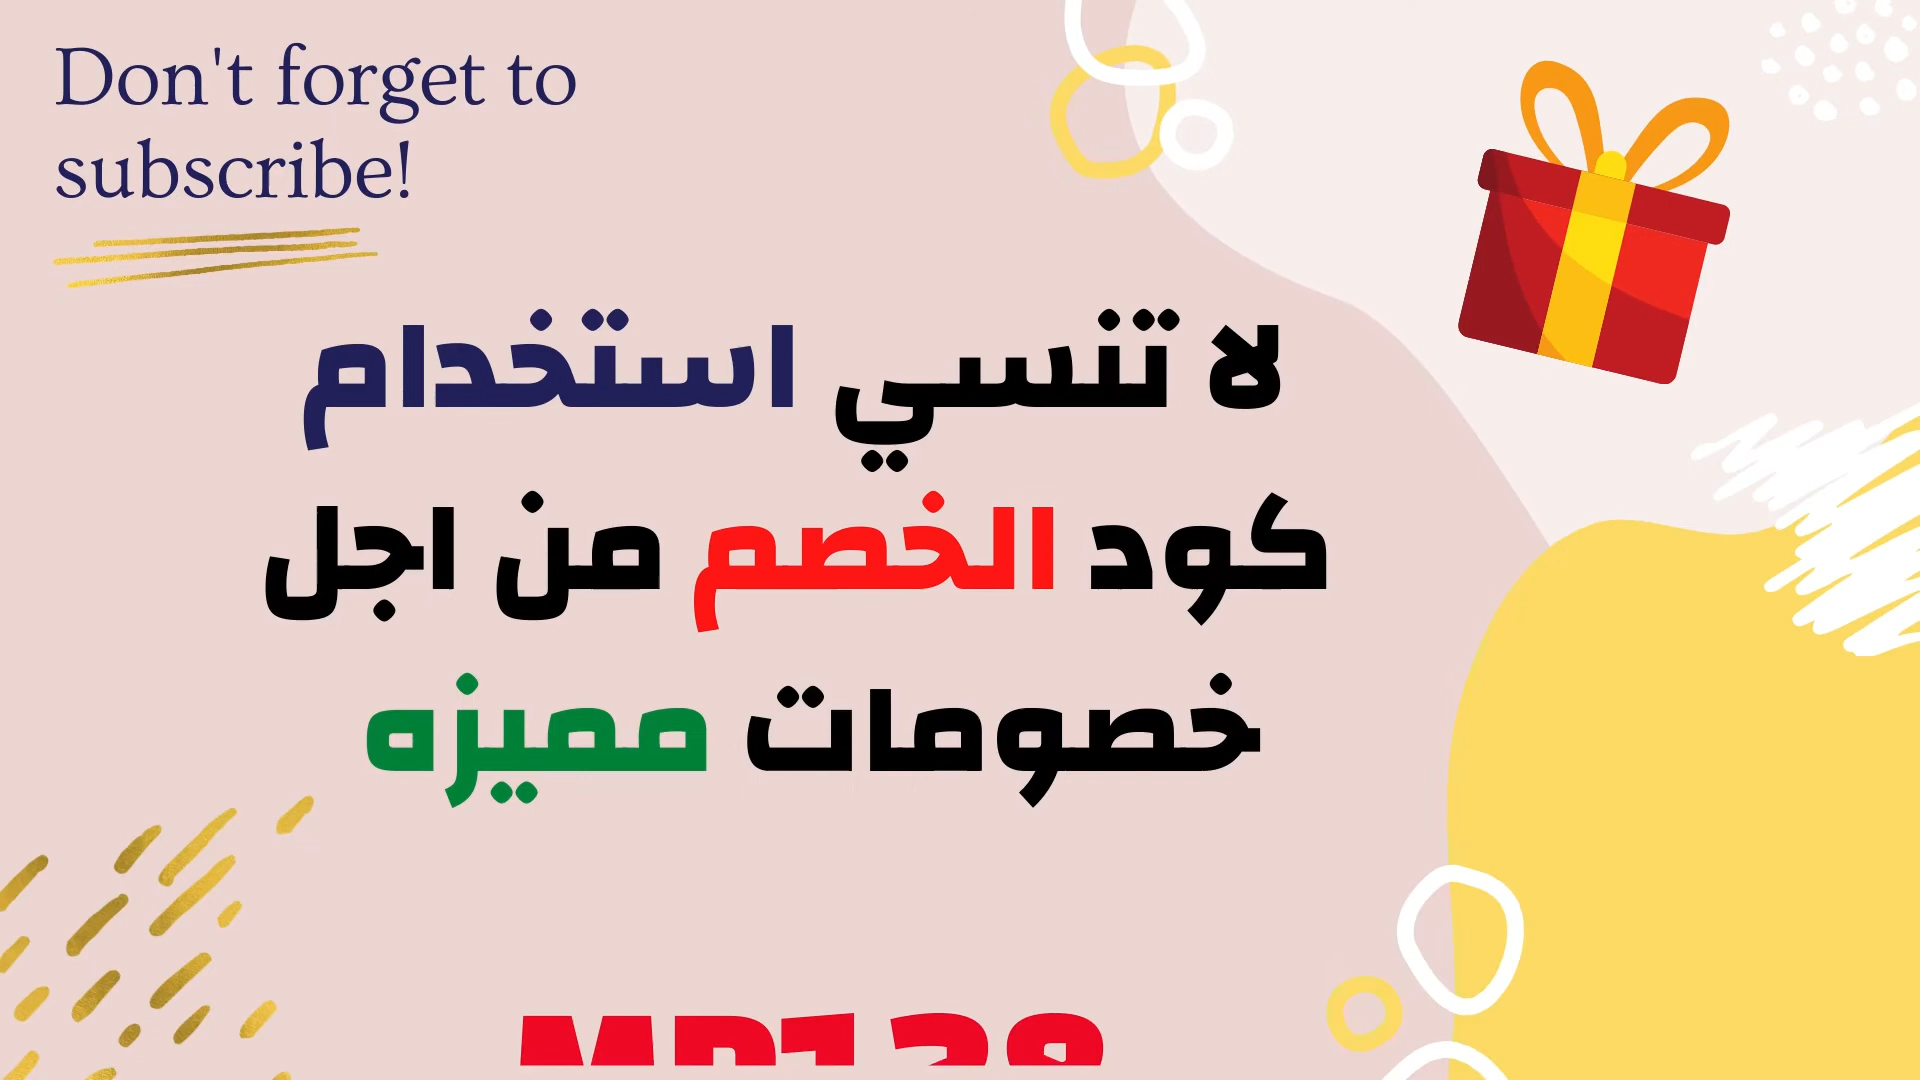 Don't forget to
subscribe!
لا تنسي استخدام
كود الخصم من اجل
خصومات مميزه